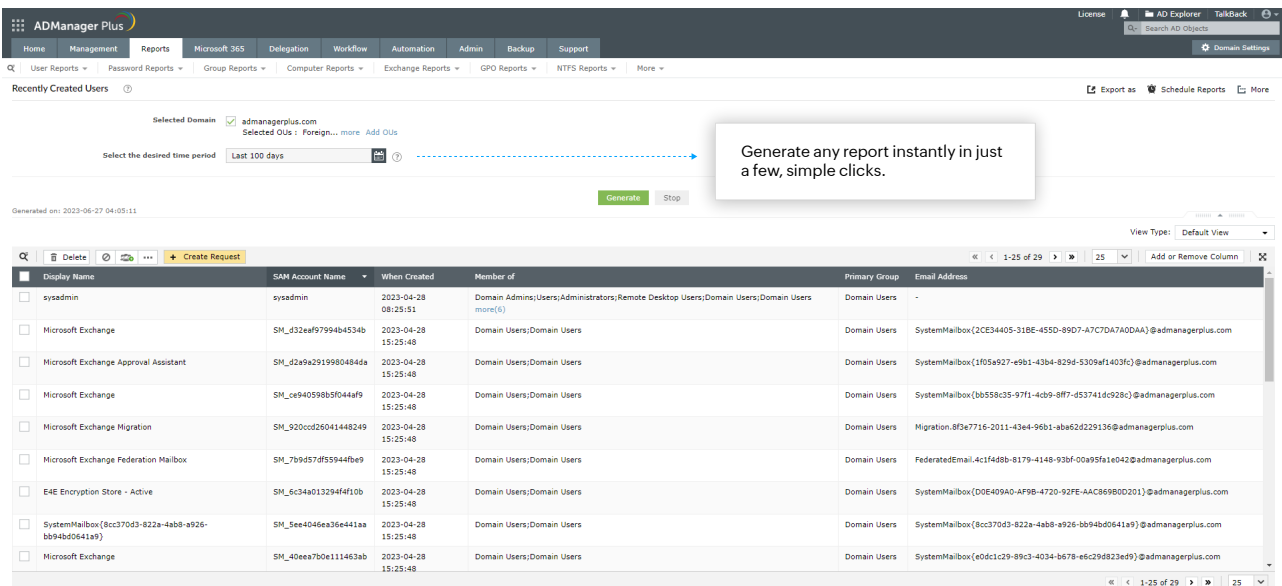 License AD Explorer TalkBack
ADManager Plus
Search AD Objects
Home Management Reports Microsoft 365 Delegation Workflow Automation Admin Backup Support
Domain Settings
User Reports Password Reports Group Reports Computer Reports Exchange Reports GPO Reports NTFS Reports More
Recently Created Users
Export as Schedule Reports More
Selected Domain admanagerplus.com
Selected OUs : Foreign... more Add OUs
Select the desired time period Last 100 days
Generate any report instantly in just
a few, simple clicks.
Generate Stop
Generated on: 2023-06-27 04:05:11
View Type: Default View
Delete + Create Request
1-25 of 29 25 Add or Remove Column
Display Name SAM Account Name When Created Member of Primary Group Email Address
sysadmin sysadmin 2023-04-28 Domain Admins;Users;Administrators;Remote Desktop Users;Domain Users;Domain Users Domain Users -
08:25:51 more(6)
Microsoft Exchange SM_d32eaf97994b4534b 2023-04-28 Domain Users;Domain Users Domain Users SystemMailbox{2CE34405-31BE-455D-89D7-A7C7DA7A0DAA}@admanagerplus.com
15:25:48
Microsoft Exchange Approval Assistant SM_d2a9a2919980484da 2023-04-28 Domain Users;Domain Users Domain Users SystemMailbox{1f05a927-e9b1-43b4-829d-5309af1403fc}@admanagerplus.com
15:25:48
Microsoft Exchange SM_ce940598b5f044af9 2023-04-28 Domain Users;Domain Users Domain Users SystemMailbox{bb558c35-97f1-4cb9-8ff7-d53741dc928c}@admanagerplus.com
15:25:48
Microsoft Exchange Migration SM_920ccd26041448249 2023-04-28 Domain Users;Domain Users Domain Users Migration.8f3e7716-2011-43e4-96b1-aba62d229136@admanagerplus.com
15:25:48
Microsoft Exchange Federation Mailbox SM_7b9d57df55944fbe9 2023-04-28 Domain Users;Domain Users Domain Users FederatedEmail.4c1f4d8b-8179-4148-93bf-00a95fa1e042@admanagerplus.com
15:25:48
E4E Encryption Store - Active SM_6c34a013294f4f10b 2023-04-28 Domain Users;Domain Users Domain Users SystemMailbox{D0E409A0-AF9B-4720-92FE-AAC869B0D201}@admanagerplus.com
15:25:48
SystemMailbox{8cc370d3-822a-4ab8-a926- SM_5ee4046ea36e441aa 2023-04-28 Domain Users;Domain Users Domain Users SystemMailbox{8cc370d3-822a-4ab8-a926-bb94bd0641a9}@admanagerplus.com
bb94bd0641a9} 15:25:48
Microsoft Exchange SM_40eea7b0e111463ab 2023-04-28 Domain Users;Domain Users Domain Users SystemMailbox{e0dc1c29-89c3-4034-b678-e6c29d823ed9}@admanagerplus.com
15:25:48
1-25 of 29 25